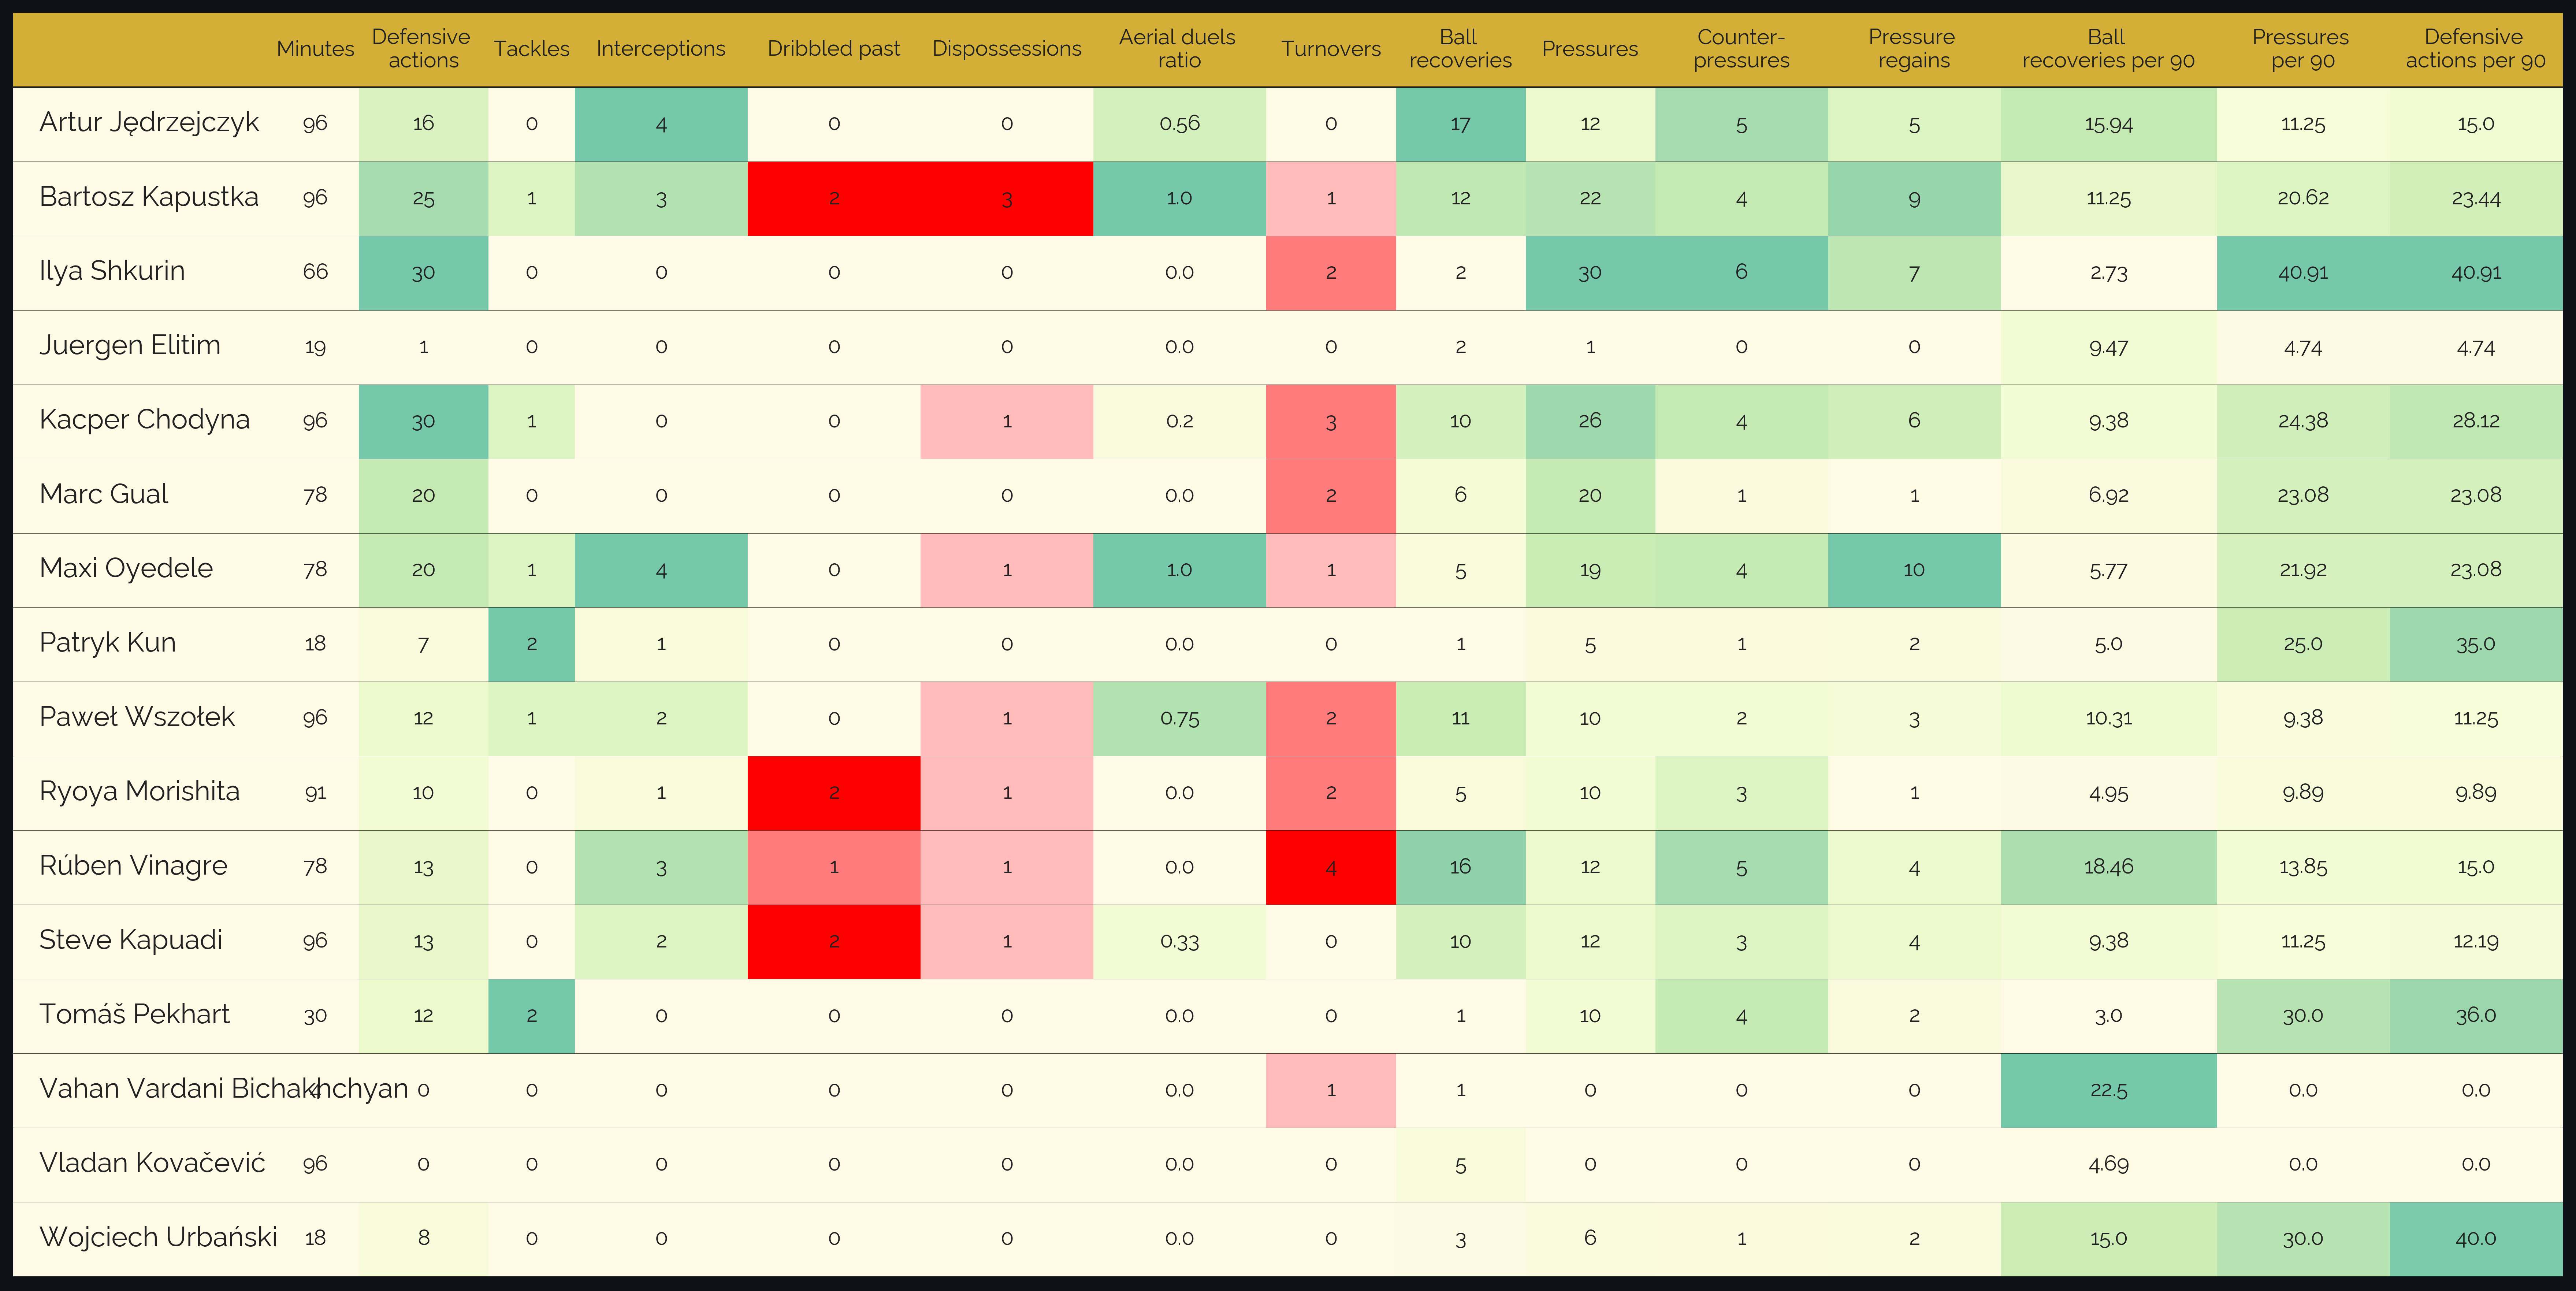 Minutes Defensive actions Tackles Interceptions Dribbled past Dispossessions Aerial duels ratio Turnovers Ball recoveries Pressures Counter-pressures Pressure regains Ball recoveries per 90 Pressures per 90 Defensive actions per 90
Artur Jędrzejczyk 96 16 0 4 0 0 0.56 0 17 12 5 5 15.94 11.25 15.0
Bartosz Kapustka 96 25 1 3 2 3 1.0 1 12 22 4 9 11.25 20.62 23.44
Ilya Shkurin 66 30 0 0 0 0 0.0 2 2 30 6 7 2.73 40.91 40.91
Juergen Elitim 19 1 0 0 0 0 0.0 0 2 1 0 0 9.47 4.74 4.74
Kacper Chodyna 96 30 1 0 0 1 0.2 3 10 26 4 6 9.38 24.38 28.12
Marc Gual 78 20 0 0 0 0 0.0 2 6 20 1 1 6.92 23.08 23.08
Maxi Oyedele 78 20 1 4 0 1 1.0 1 5 19 4 10 5.77 21.92 23.08
Patryk Kun 18 7 2 1 0 0 0.0 0 1 5 1 2 5.0 25.0 35.0
Paweł Wszołek 96 12 1 2 0 1 0.75 2 11 10 2 3 10.31 9.38 11.25
Ryoya Morishita 91 10 0 1 2 1 0.0 2 5 10 3 1 4.95 9.89 9.89
Rúben Vinagre 78 13 0 3 1 1 0.0 4 16 12 5 4 18.46 13.85 15.0
Steve Kapuadi 96 13 0 2 2 1 0.33 0 10 12 3 4 9.38 11.25 12.19
Tomáš Pekhart 30 12 2 0 0 0 0.0 0 1 10 4 2 3.0 30.0 36.0
Vahan Vardani Bichakhchyan 4 0 0 0 0 0 0.0 1 1 0 0 0 22.5 0.0 0.0
Vladan Kovačević 96 0 0 0 0 0 0.0 0 5 0 0 0 4.69 0.0 0.0
Wojciech Urbański 18 8 0 0 0 0 0.0 0 3 6 1 2 15.0 30.0 40.0